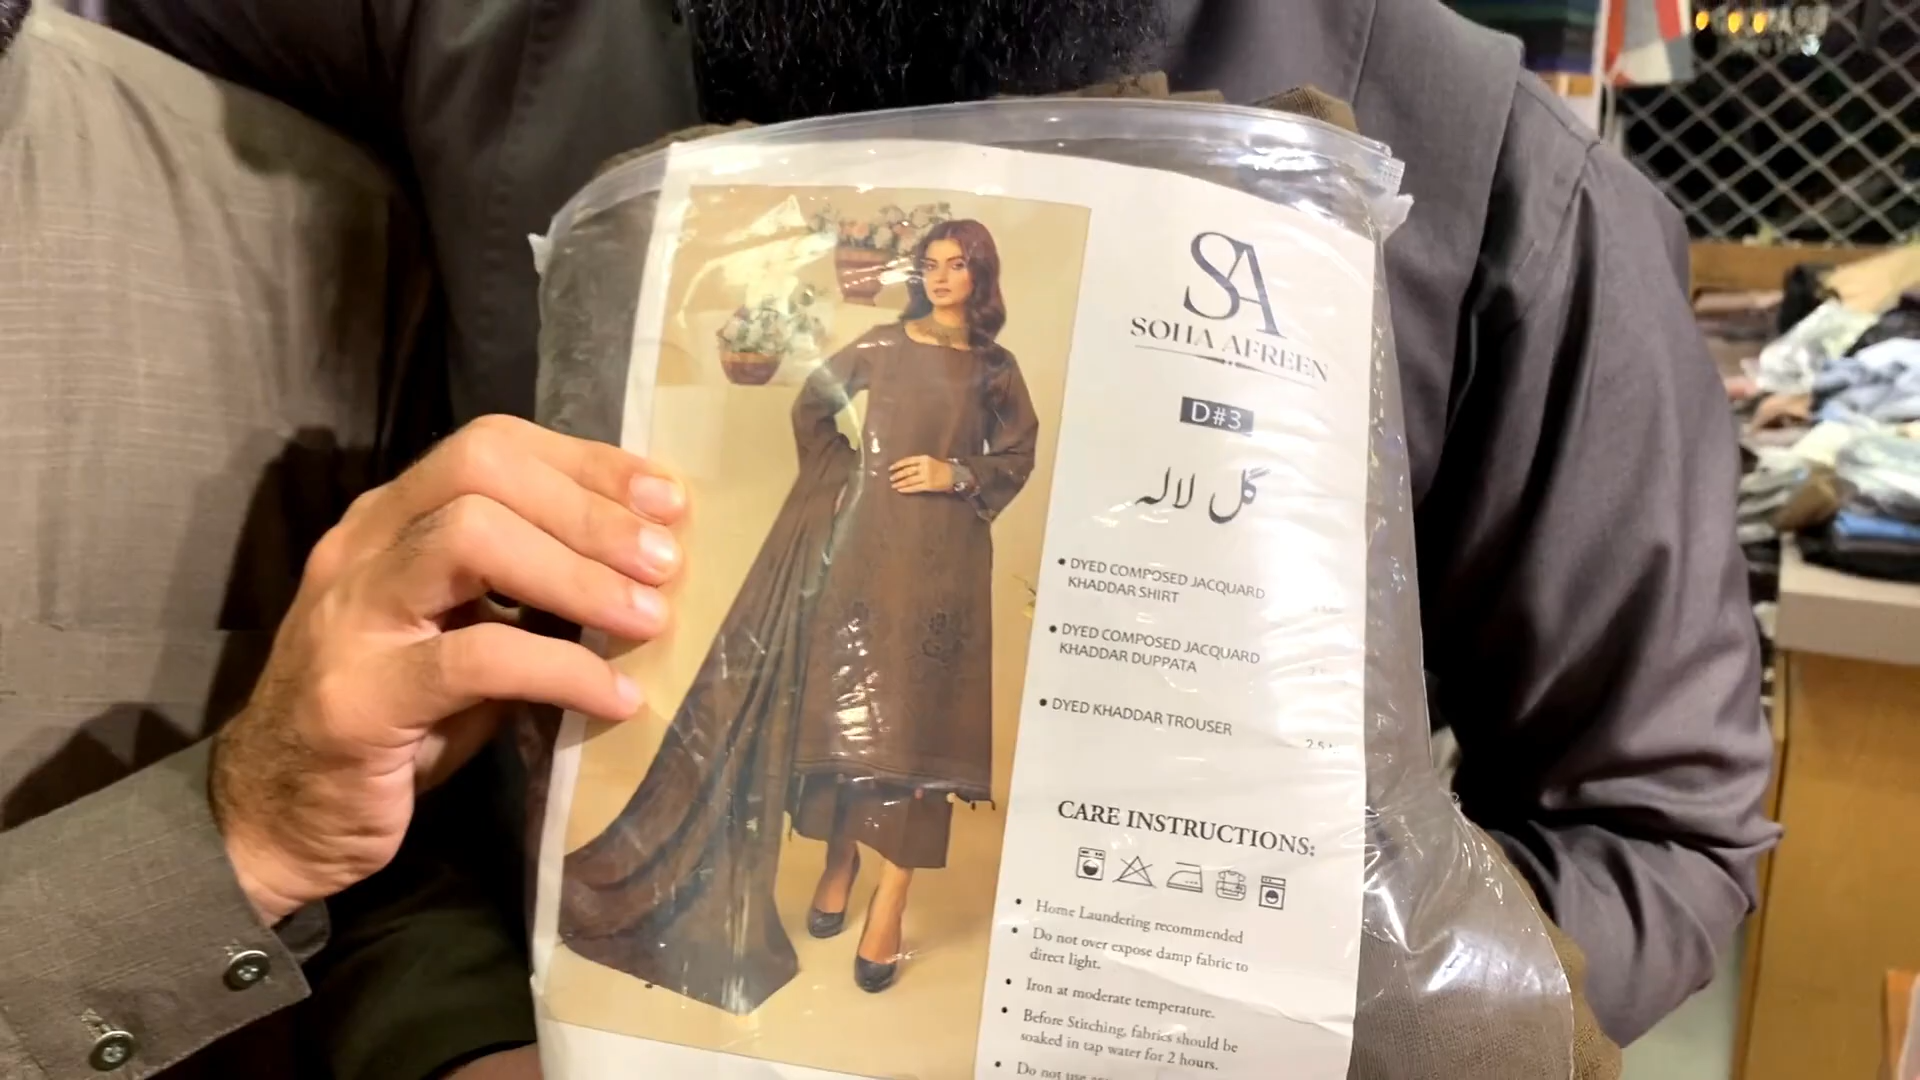 SA
SOHA AFREEN
D#3
گل لالہ
• DYED COMPOSED JACQUARD
KHADDAR SHIRT
• DYED COMPOSED JACQUARD
KHADDAR DUPPATA
• DYED KHADDAR TROUSER
2.5
CARE INSTRUCTIONS:
• Home Laundering recommended
• Do not over expose damp fabric to
direct light.
• Iron at moderate temperature.
• Before Stitching, fabrics should be
soaked in tap water for 2 hours.
• Do not use